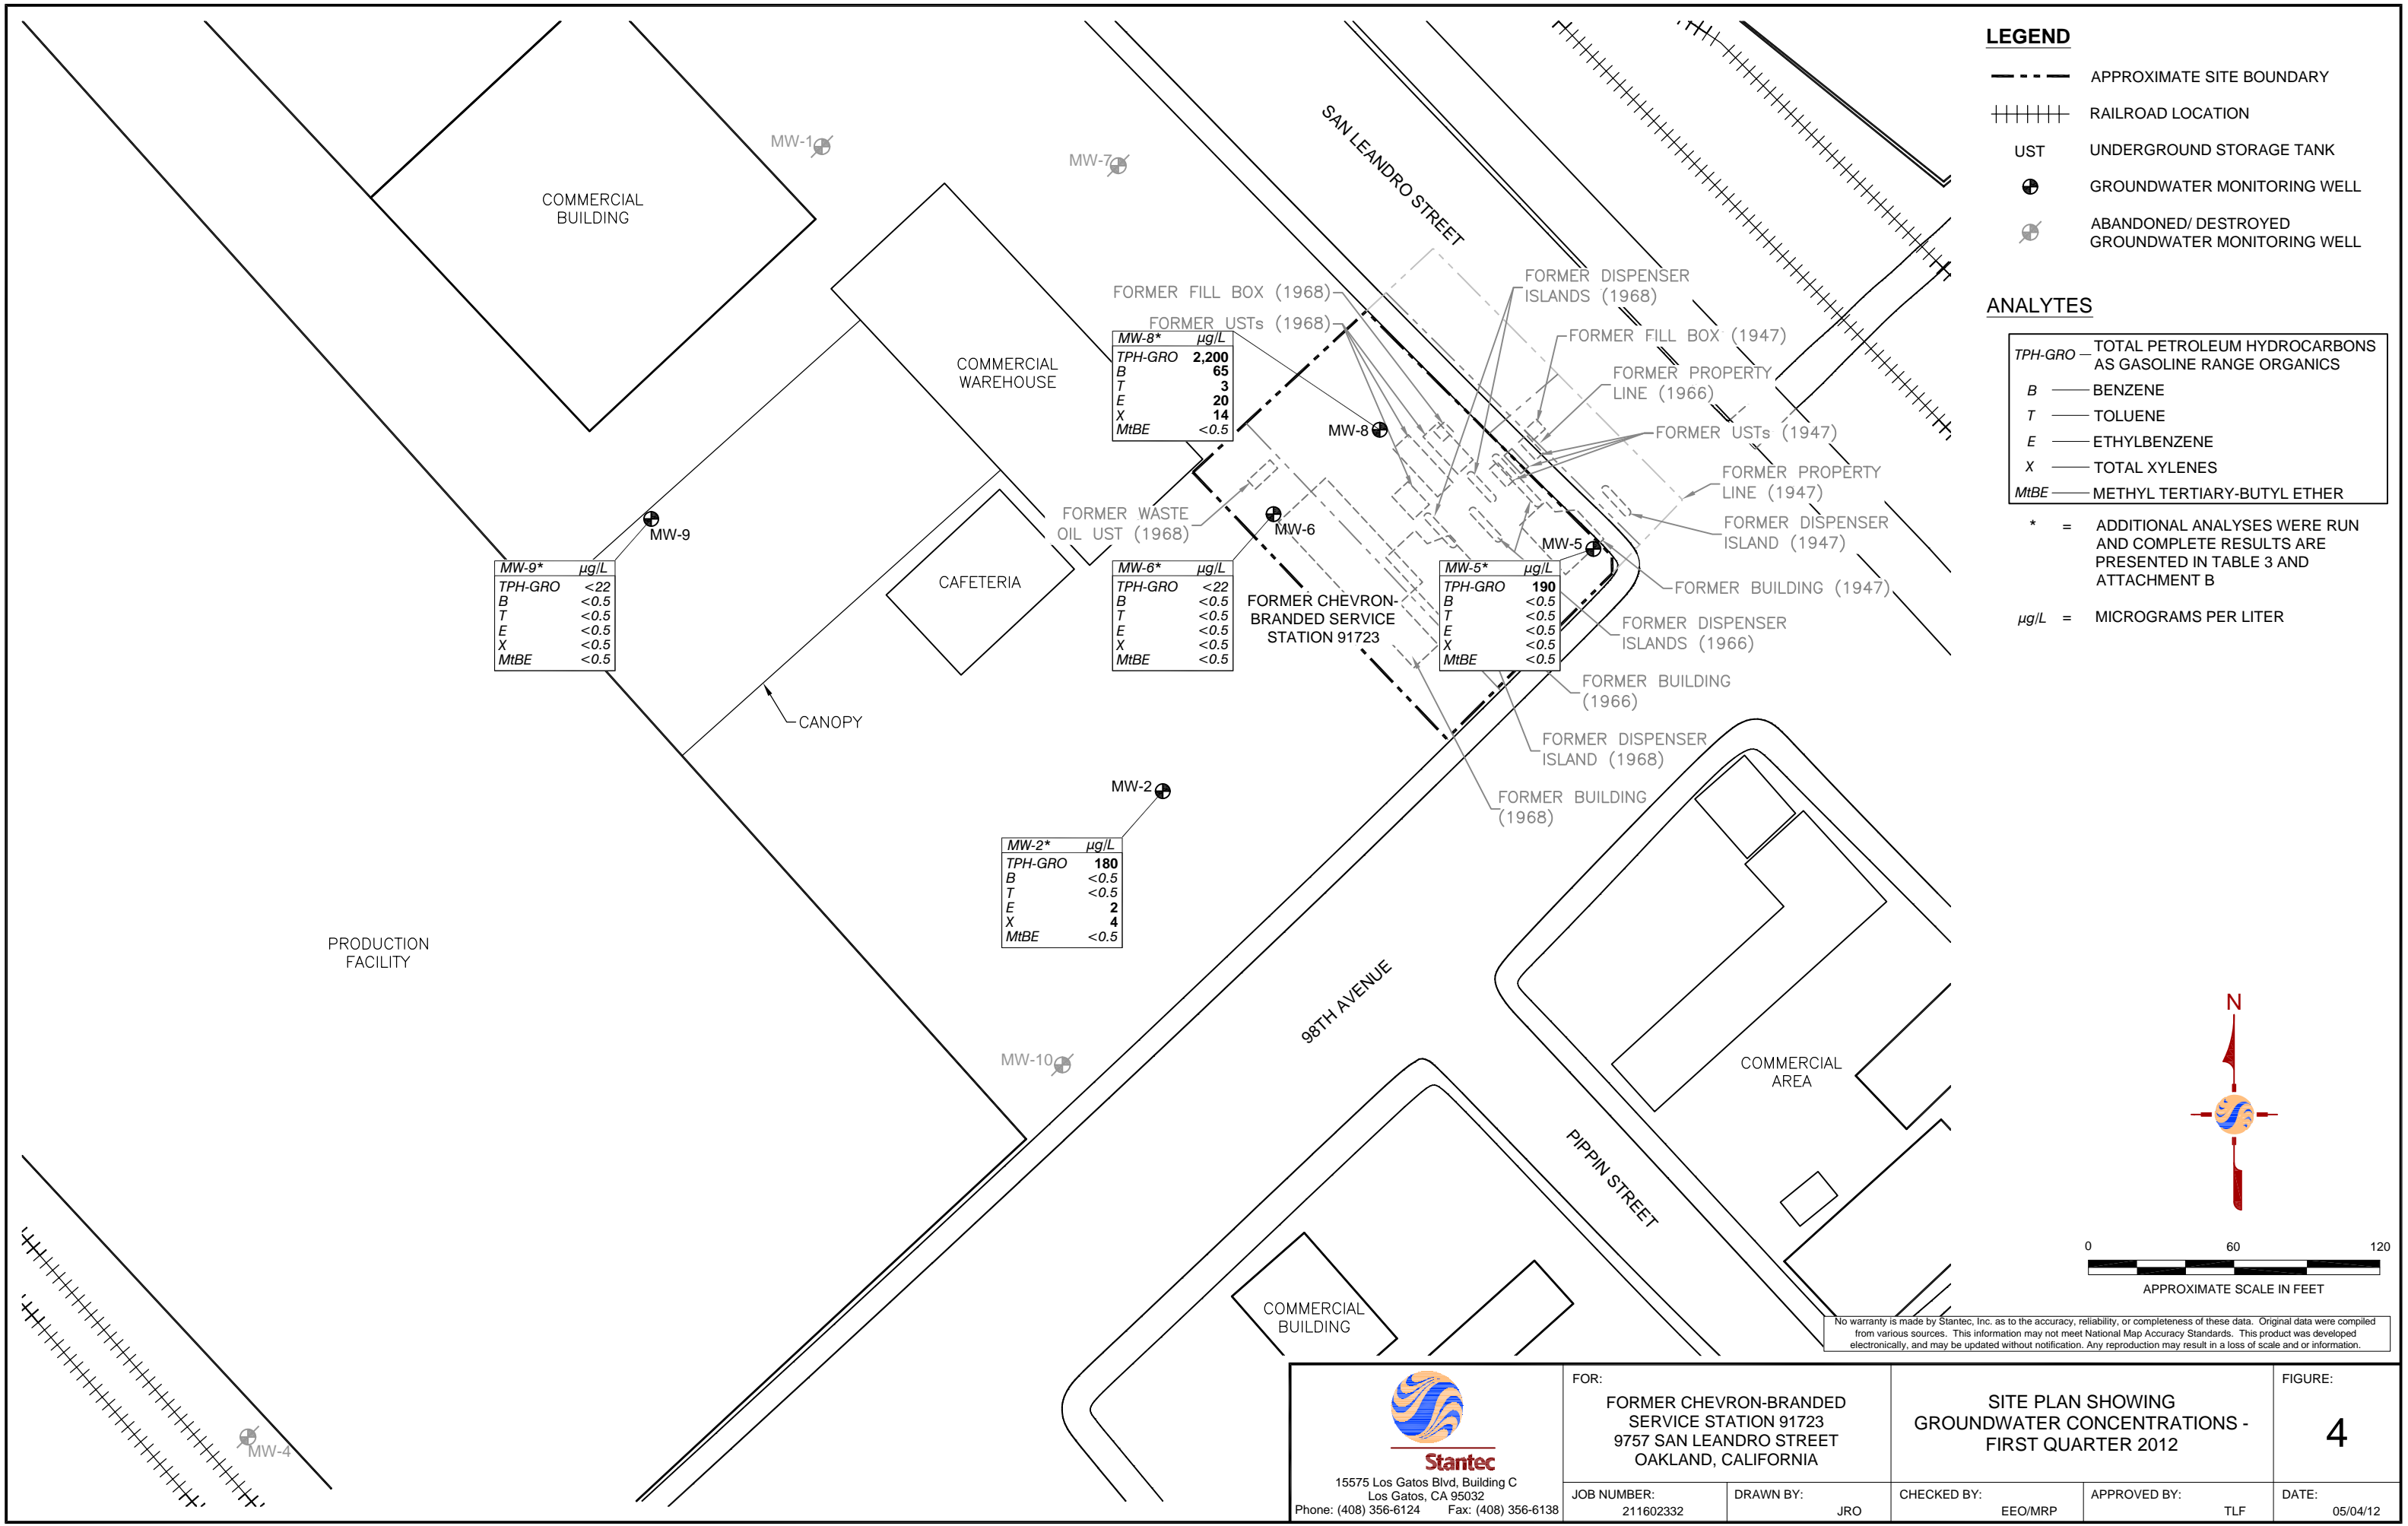 MW-1
MW-7
COMMERCIAL
BUILDING
SAN LEANDRO STREET
FORMER FILL BOX (1968)
FORMER USTs (1968)
FORMER DISPENSER
ISLANDS (1968)
FORMER FILL BOX (1947)
FORMER PROPERTY
LINE (1966)
FORMER USTs (1947)
FORMER PROPERTY
LINE (1947)
FORMER DISPENSER
ISLAND (1947)
FORMER BUILDING (1947)
FORMER DISPENSER
ISLANDS (1966)
FORMER BUILDING
(1966)
FORMER DISPENSER
ISLAND (1968)
FORMER BUILDING
(1968)
COMMERCIAL
WAREHOUSE
MW-8* µg/L
TPH-GRO 2,200
B 65
T 3
E 20
X 14
MtBE <0.5
MW-8
FORMER WASTE
OIL UST (1968)
MW-6
MW-5
MW-9
CAFETERIA
MW-9* µg/L
TPH-GRO <22
B <0.5
T <0.5
E <0.5
X <0.5
MtBE <0.5
MW-6* µg/L
TPH-GRO <22
B <0.5
T <0.5
E <0.5
X <0.5
MtBE <0.5
FORMER CHEVRON-
BRANDED SERVICE
STATION 91723
MW-5* µg/L
TPH-GRO 190
B <0.5
T <0.5
E <0.5
X <0.5
MtBE <0.5
CANOPY
MW-2
MW-2* µg/L
TPH-GRO 180
B <0.5
T <0.5
E 2
X 4
MtBE <0.5
PRODUCTION
FACILITY
98TH AVENUE
MW-10
COMMERCIAL
AREA
PIPPIN STREET
COMMERCIAL
BUILDING
MW-4
LEGEND
APPROXIMATE SITE BOUNDARY
RAILROAD LOCATION
UST UNDERGROUND STORAGE TANK
GROUNDWATER MONITORING WELL
ABANDONED/ DESTROYED
GROUNDWATER MONITORING WELL
ANALYTES
TPH-GRO TOTAL PETROLEUM HYDROCARBONS
AS GASOLINE RANGE ORGANICS
B BENZENE
T TOLUENE
E ETHYLBENZENE
X TOTAL XYLENES
MtBE METHYL TERTIARY-BUTYL ETHER
* = ADDITIONAL ANALYSES WERE RUN
AND COMPLETE RESULTS ARE
PRESENTED IN TABLE 3 AND
ATTACHMENT B
µg/L = MICROGRAMS PER LITER
N
0 60 120
APPROXIMATE SCALE IN FEET
No warranty is made by Stantec, Inc. as to the accuracy, reliability, or completeness of these data. Original data were compiled
from various sources. This information may not meet National Map Accuracy Standards. This product was developed
electronically, and may be updated without notification. Any reproduction may result in a loss of scale and or information.
Stantec
15575 Los Gatos Blvd, Building C
Los Gatos, CA 95032
Phone: (408) 356-6124 Fax: (408) 356-6138
FOR:
FORMER CHEVRON-BRANDED
SERVICE STATION 91723
9757 SAN LEANDRO STREET
OAKLAND, CALIFORNIA
SITE PLAN SHOWING
GROUNDWATER CONCENTRATIONS -
FIRST QUARTER 2012
FIGURE:
4
JOB NUMBER:
211602332
DRAWN BY:
JRO
CHECKED BY:
EEO/MRP
APPROVED BY:
TLF
DATE:
05/04/12